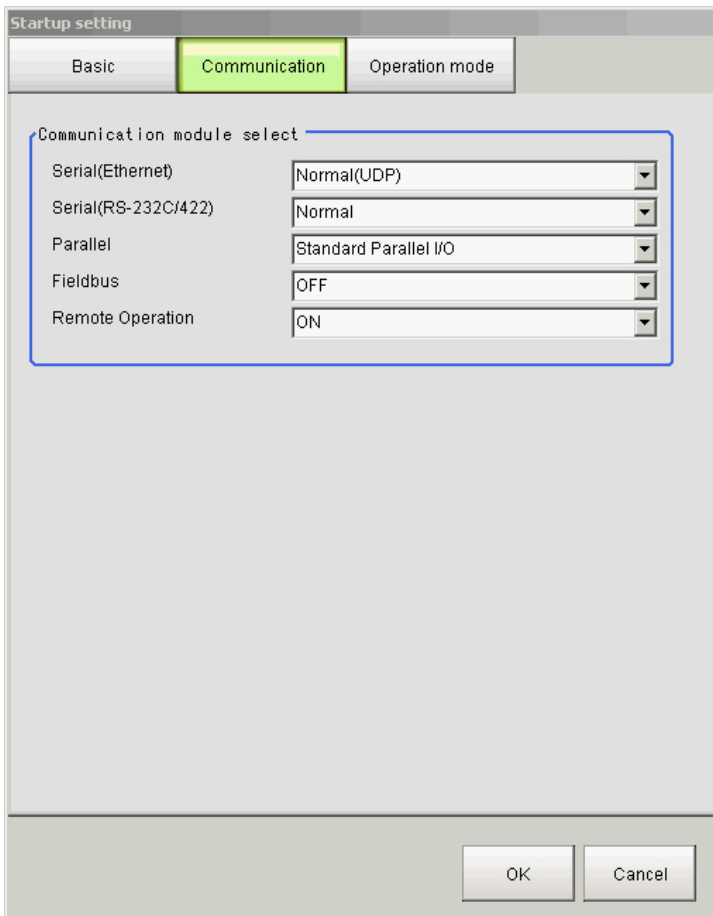 Startup setting
Basic Communication Operation mode
Communication module select
Serial(Ethernet) Normal(UDP)
Serial(RS-232C/422) Normal
Parallel Standard Parallel I/O
Fieldbus OFF
Remote Operation ON
OK Cancel